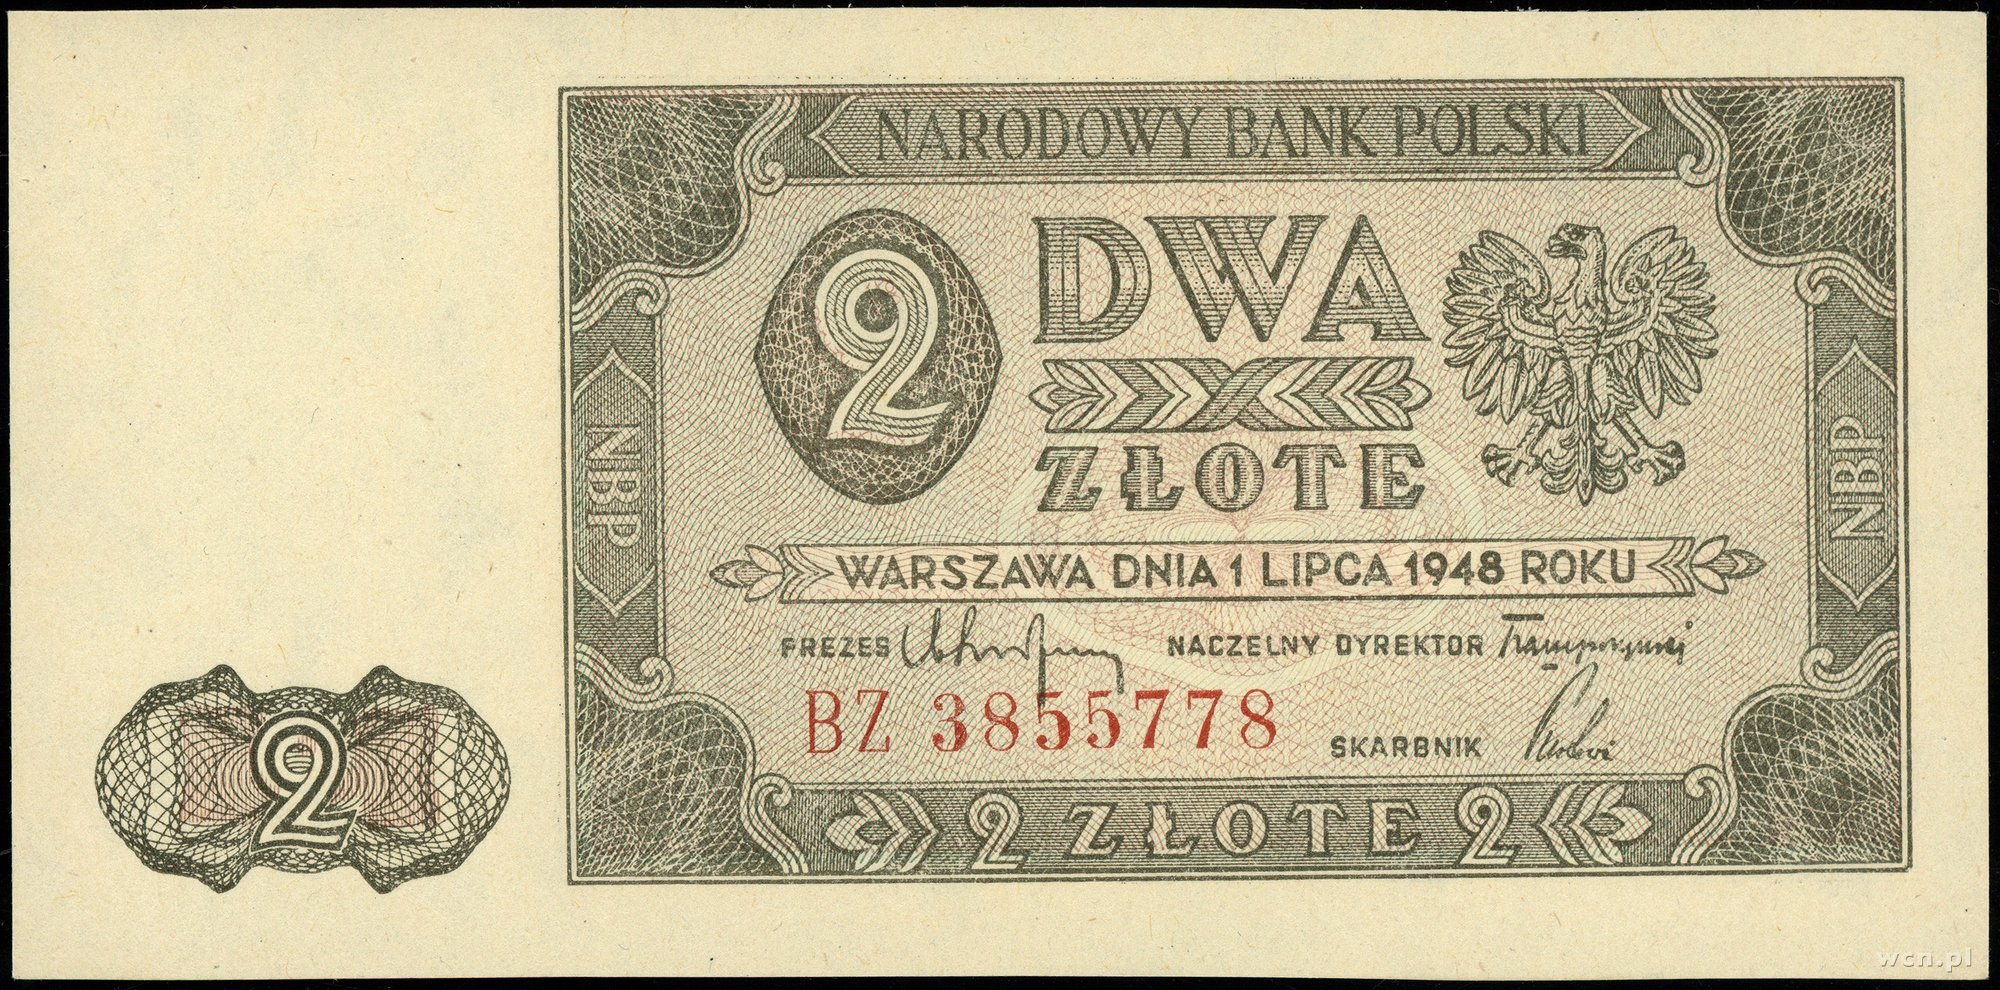 NARODOWY BANK POLSKI
2
DWA
ZŁOTE
NBP
NBP
WARSZAWA DNIA 1 LIPCA 1948 ROKU
PREZES NACZELNY DYREKTOR
BZ 3855778
SKARBNIK
2
2 ZŁOTE 2
wcn.pl